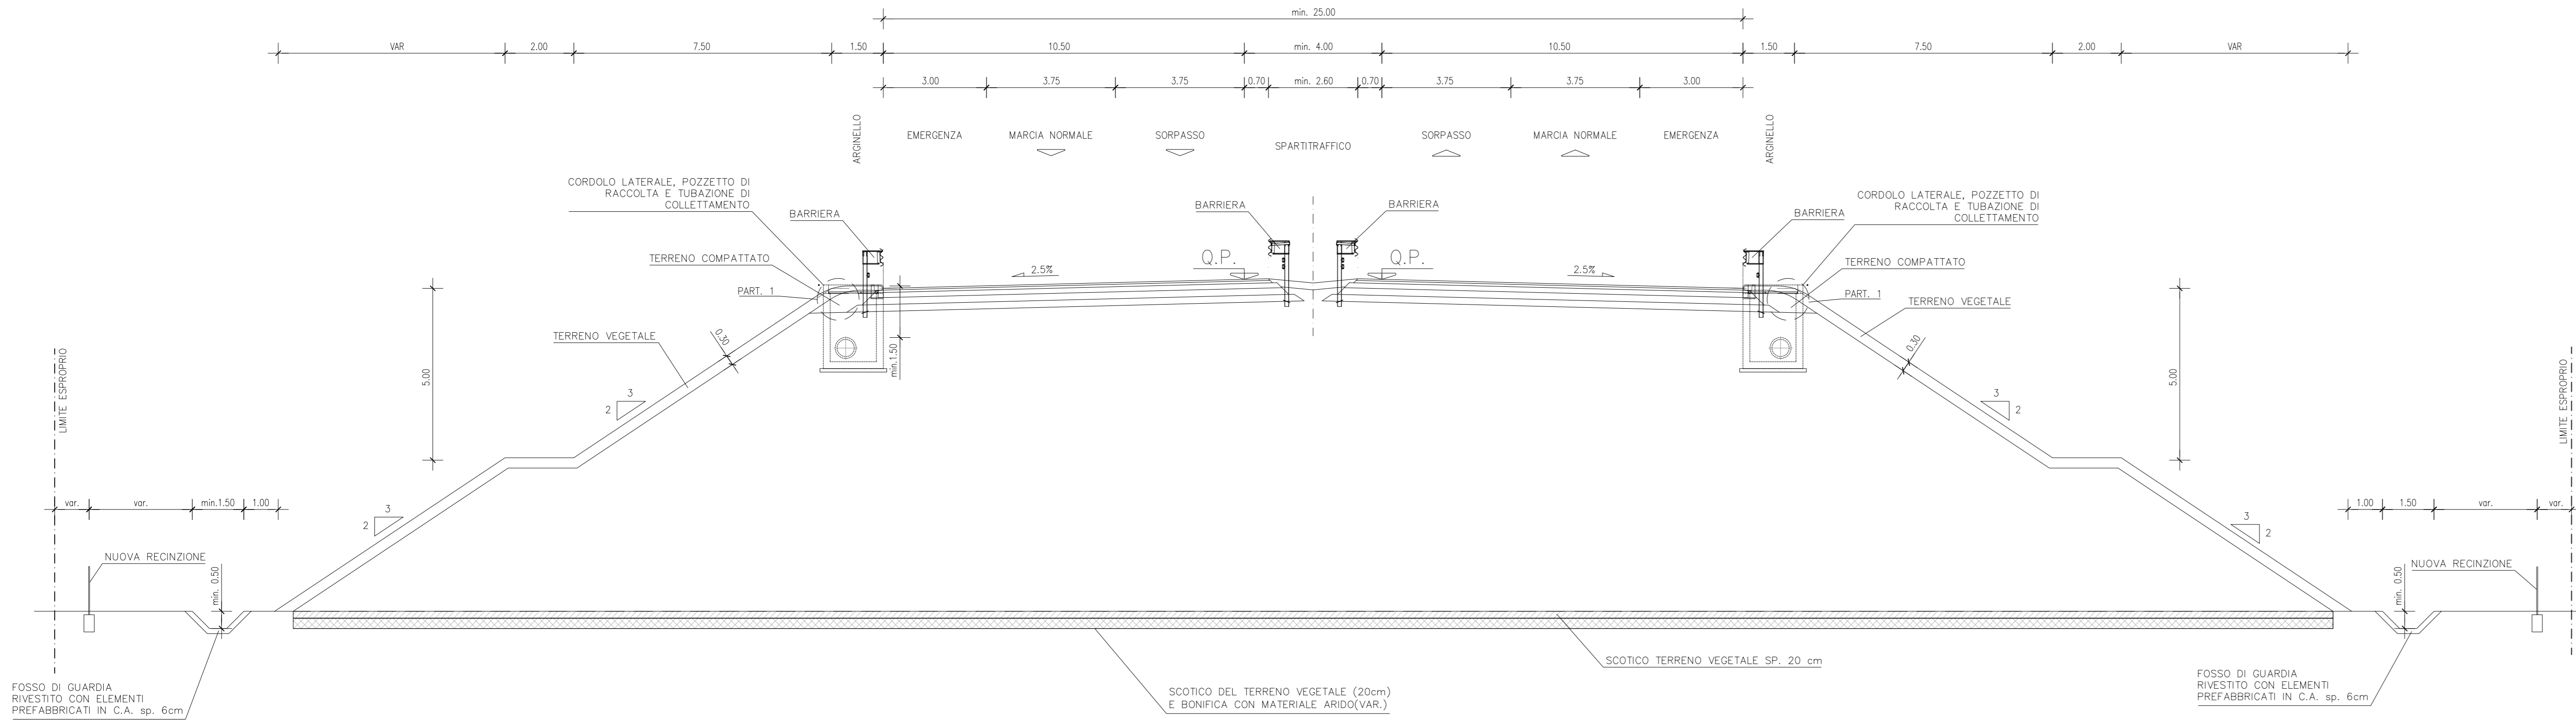 min. 25.00
VAR
2.00
7.50
1.50
10.50
min. 4.00
10.50
1.50
7.50
2.00
VAR
3.00
3.75
3.75
0.70
min. 2.60
0.70
3.75
3.75
3.00
ARGINELLO
EMERGENZA
MARCIA NORMALE
SORPASSO
SPARTITRAFFICO
SORPASSO
MARCIA NORMALE
EMERGENZA
ARGINELLO
CORDOLO LATERALE, POZZETTO DI
RACCOLTA E TUBAZIONE DI
COLLETTAMENTO
BARRIERA
BARRIERA
BARRIERA
BARRIERA
CORDOLO LATERALE, POZZETTO DI
RACCOLTA E TUBAZIONE DI
COLLETTAMENTO
TERRENO COMPATTATO
2.5%
Q.P.
Q.P.
2.5%
TERRENO COMPATTATO
PART. 1
PART. 1
TERRENO VEGETALE
TERRENO VEGETALE
0.30
min.1.50
0.30
LIMITE ESPROPRIO
5.00
3
2
3
2
5.00
LIMITE ESPROPRIO
var.
var.
min.1.50
1.00
3
2
3
2
1.00
1.50
var.
var.
NUOVA RECINZIONE
min. 0.50
min. 0.50
NUOVA RECINZIONE
FOSSO DI GUARDIA
RIVESTITO CON ELEMENTI
PREFABBRICATI IN C.A. sp. 6cm
SCOTICO DEL TERRENO VEGETALE (20cm)
E BONIFICA CON MATERIALE ARIDO(VAR.)
SCOTICO TERRENO VEGETALE SP. 20 cm
FOSSO DI GUARDIA
RIVESTITO CON ELEMENTI
PREFABBRICATI IN C.A. sp. 6cm